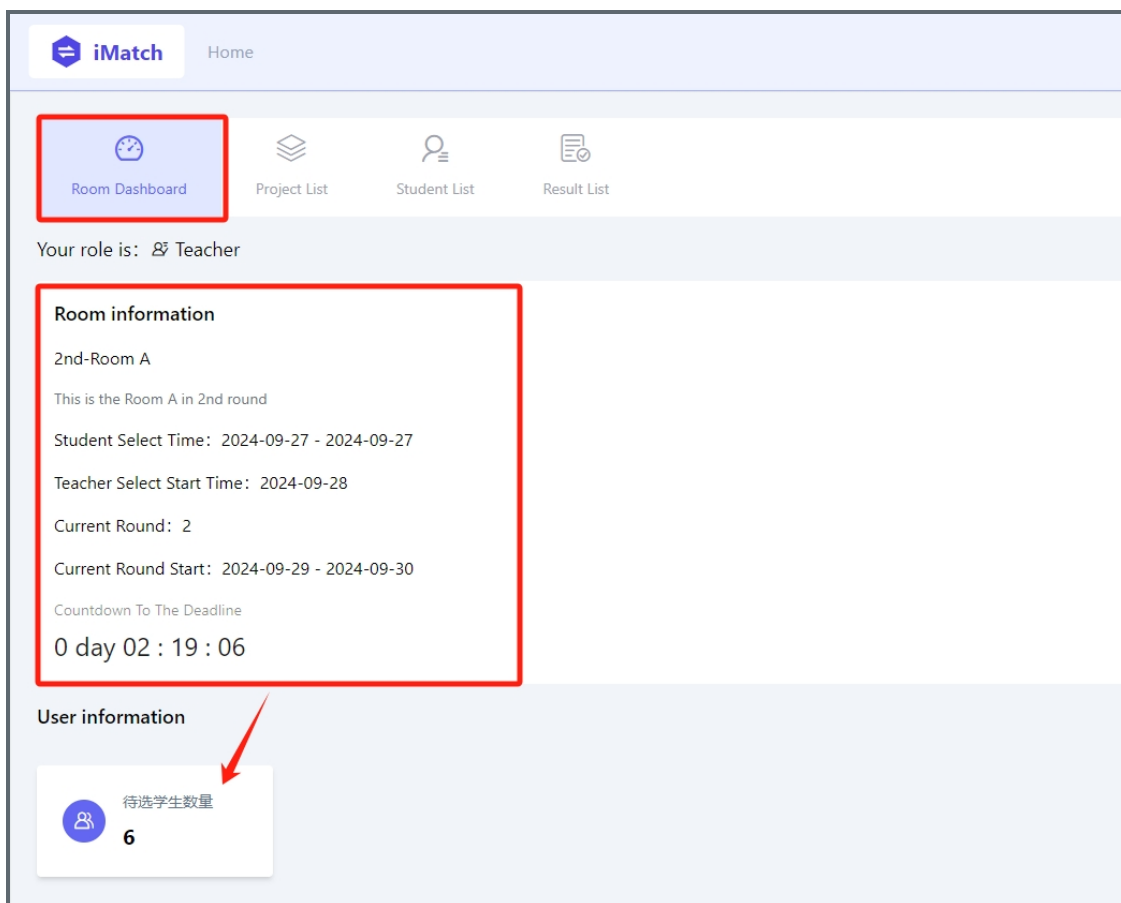 iMatch Home
Room Dashboard Project List Student List Result List
Your role is： Teacher
Room information
2nd-Room A
This is the Room A in 2nd round
Student Select Time：2024-09-27 - 2024-09-27
Teacher Select Start Time：2024-09-28
Current Round：2
Current Round Start：2024-09-29 - 2024-09-30
Countdown To The Deadline
0 day 02 : 19 : 06
User information
待选学生数量
6